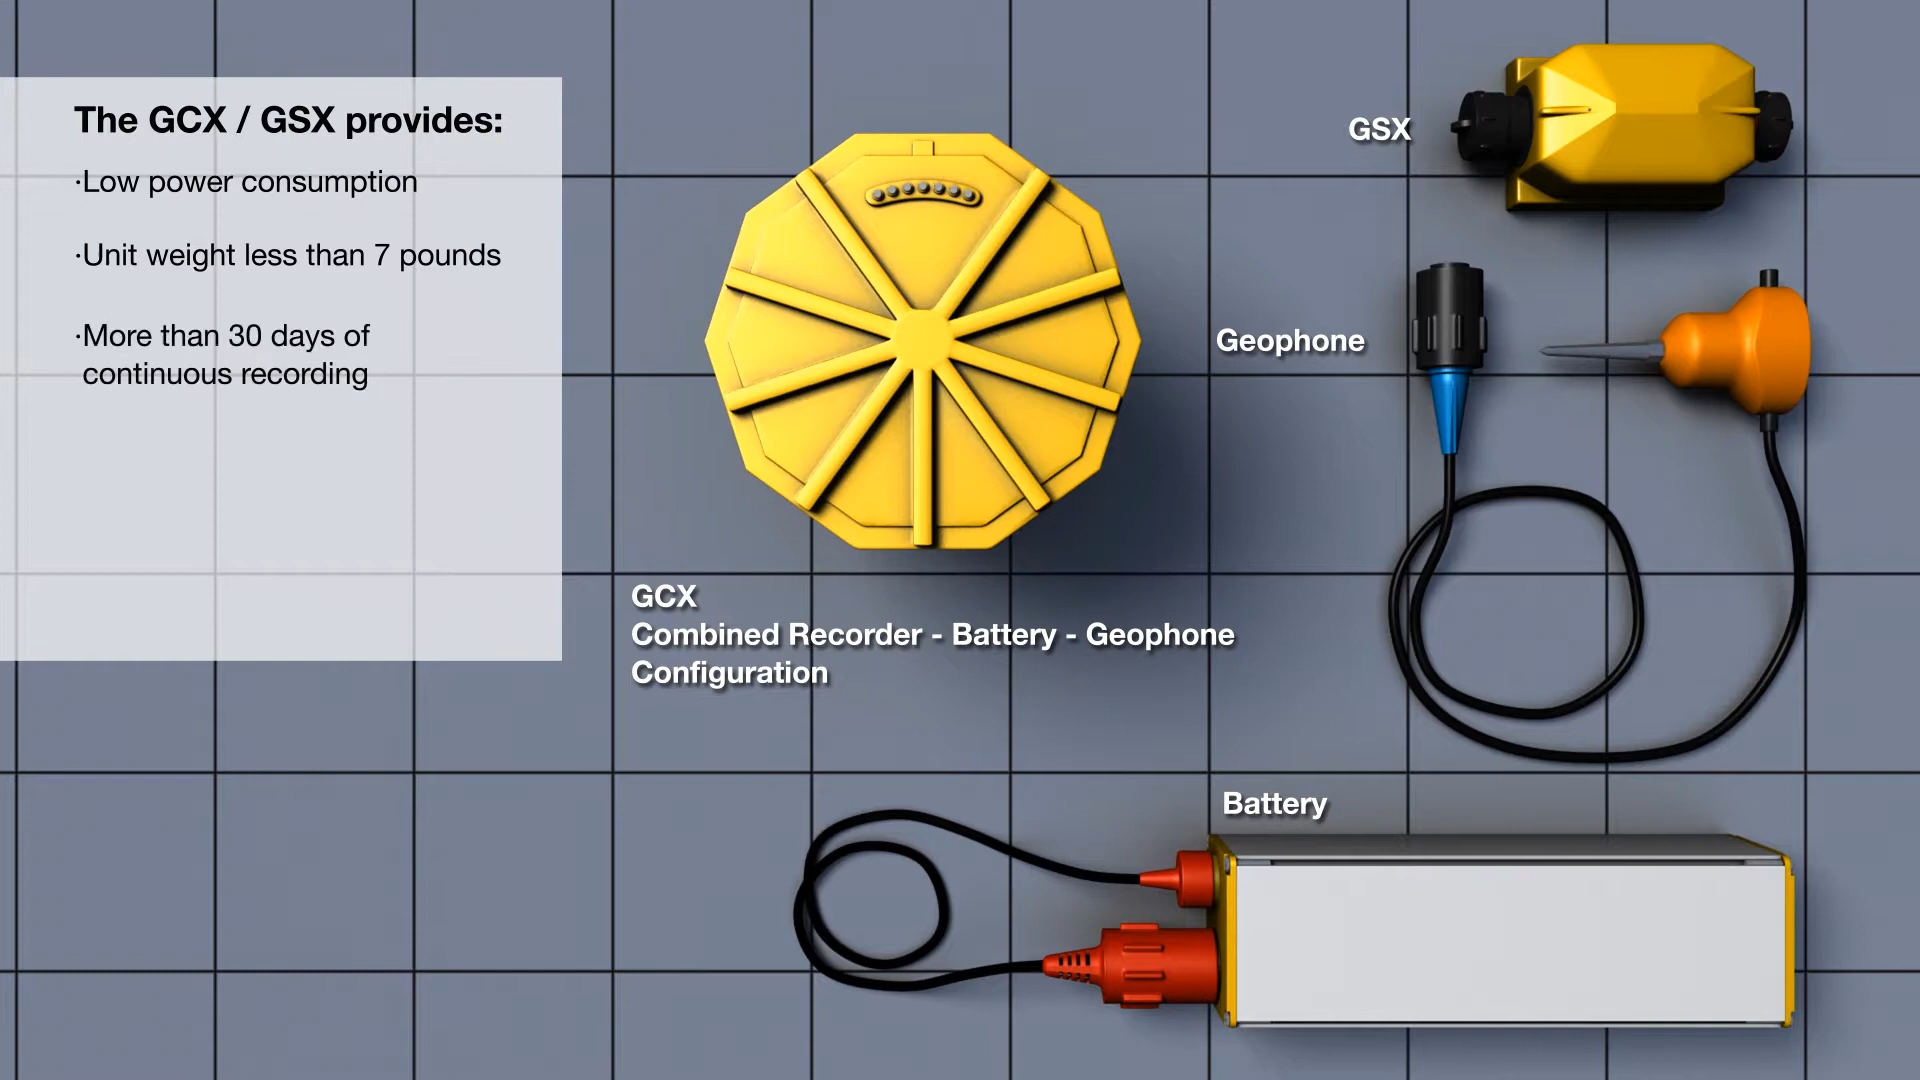 The GCX / GSX provides:
·Low power consumption
·Unit weight less than 7 pounds
·More than 30 days of
continuous recording
GSX
Geophone
GCX
Combined Recorder - Battery - Geophone
Configuration
Battery